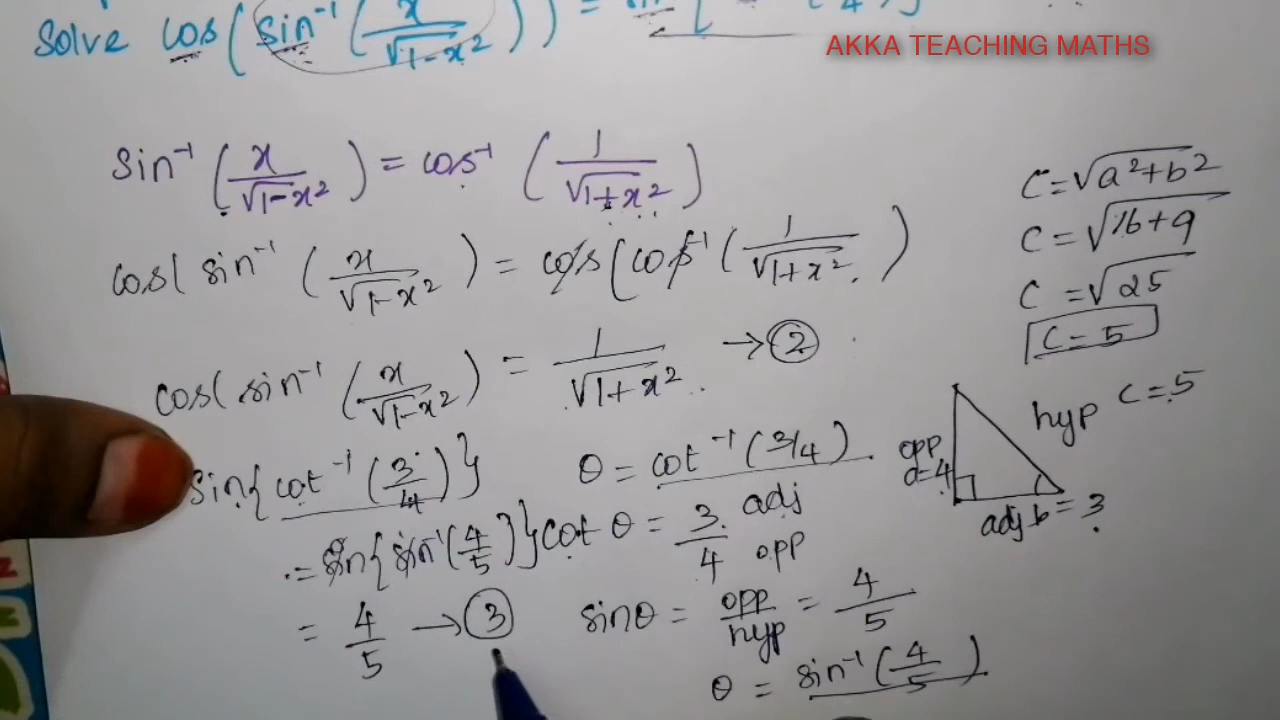 Solve cos(sin⁻¹(x/√1-x²)) =
AKKA TEACHING MATHS
sin⁻¹(x/√1-x²) = cos⁻¹(1/√1+x²)
cos(sin⁻¹(x/√1-x²) = cos(cos⁻¹(1/√1+x²)
cos(sin⁻¹(x/√1-x²) = 1/√1+x² → ②
sin{cot⁻¹(3/4)}
= sin{sin⁻¹(4/5)}
= 4/5 → ③
θ = cot⁻¹(3/4)
cot θ = 3/4 adj opp
sinθ = opp/hyp = 4/5
θ = sin⁻¹(4/5)
C=√a²+b²
C=√16+9
C =√25
C=5
hyp C=5
opp
a=4
adj b=3